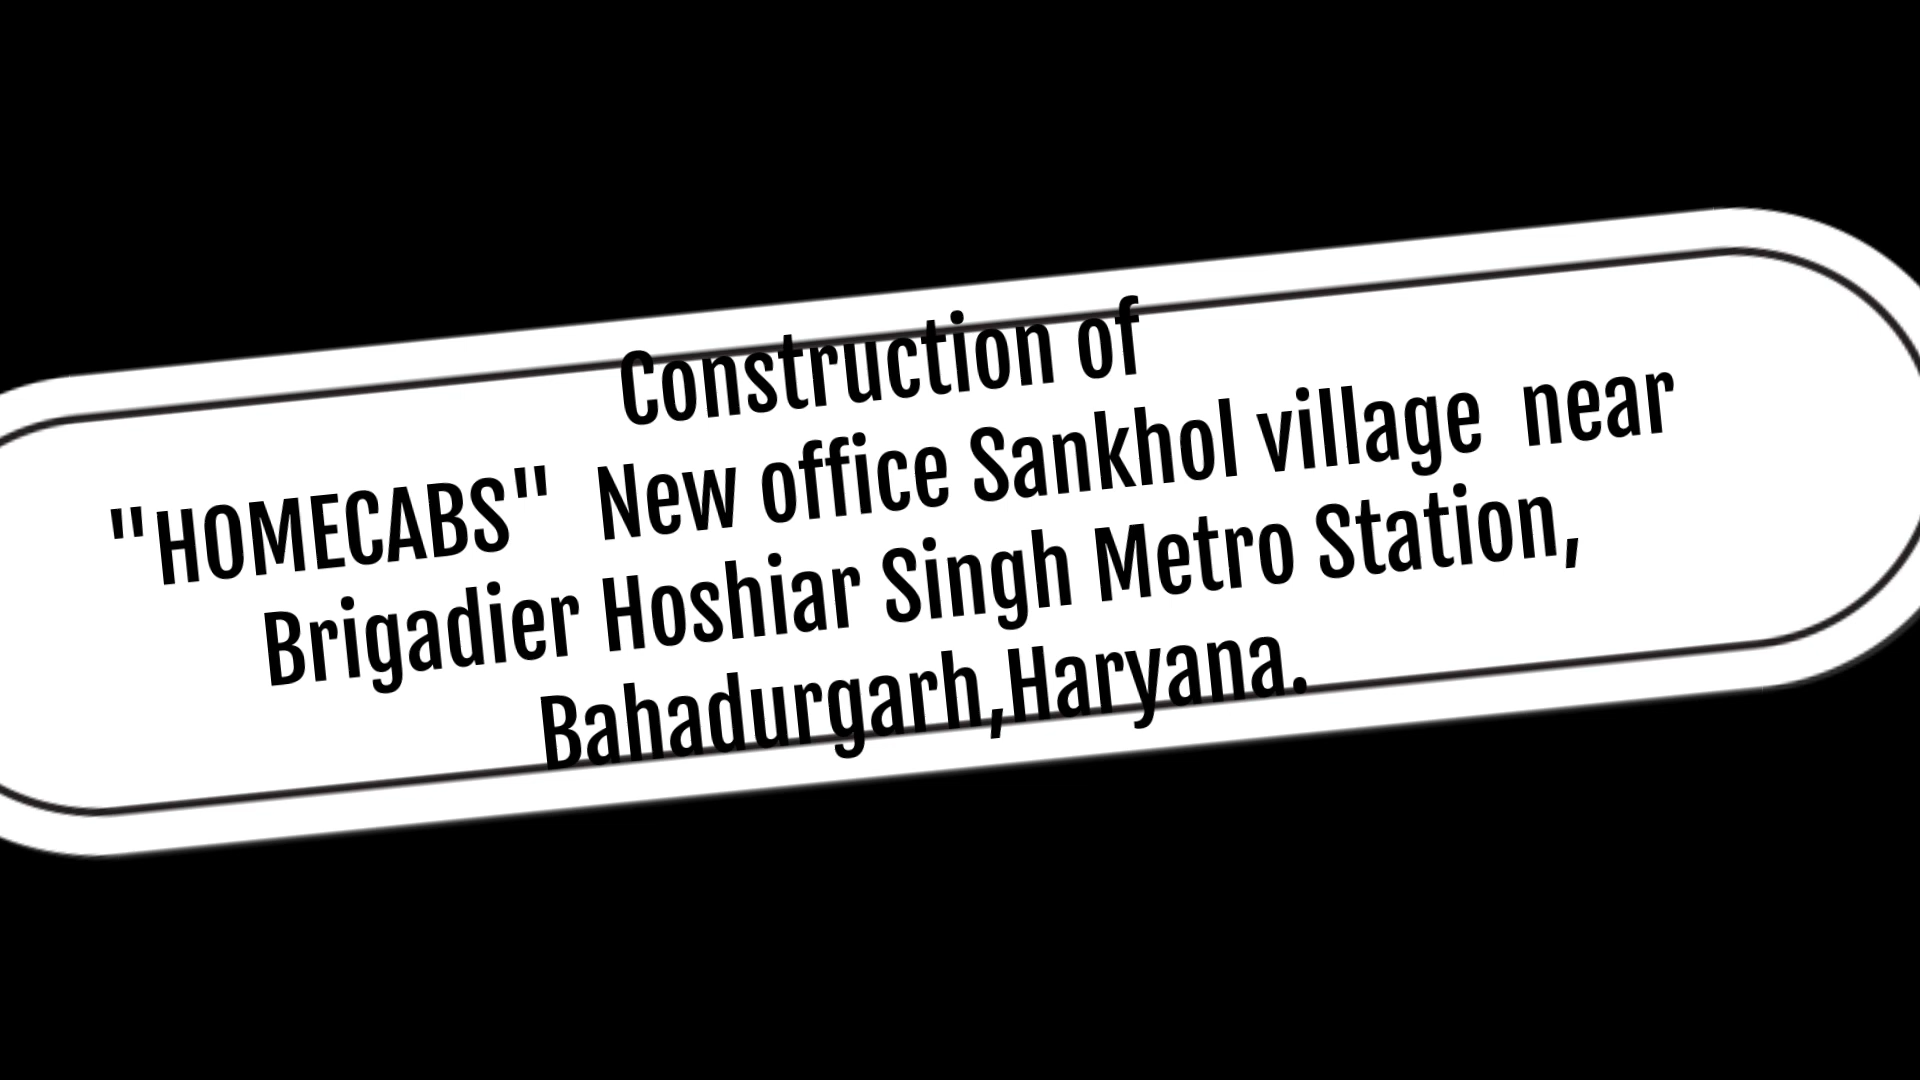 Construction of
"HOMECABS"  New office Sankhol village  near
Brigadier Hoshiar Singh Metro Station,
Bahadurgarh,Haryana.